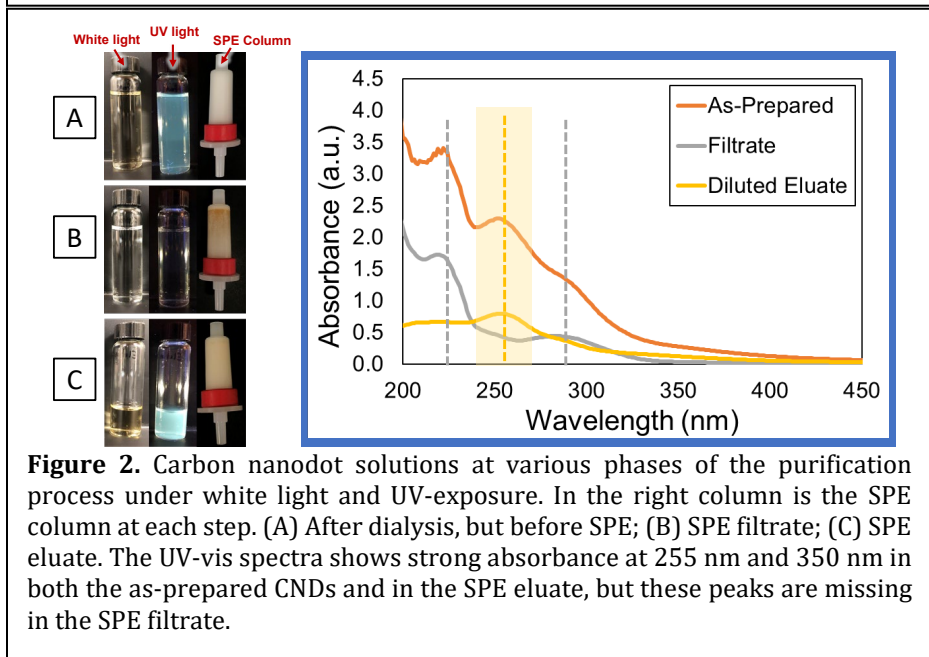 White light
UV light
SPE Column
A
B
C
4.5
4.0
3.5
3.0
2.5
2.0
1.5
1.0
0.5
0.0
Absorbance (a.u.)
As-Prepared
Filtrate
Diluted Eluate
200
250
300
350
400
450
Wavelength (nm)
Figure 2. Carbon nanodot solutions at various phases of the purification
process under white light and UV-exposure. In the right column is the SPE
column at each step. (A) After dialysis, but before SPE; (B) SPE filtrate; (C) SPE
eluate. The UV-vis spectra shows strong absorbance at 255 nm and 350 nm in
both the as-prepared CNDs and in the SPE eluate, but these peaks are missing
in the SPE filtrate.